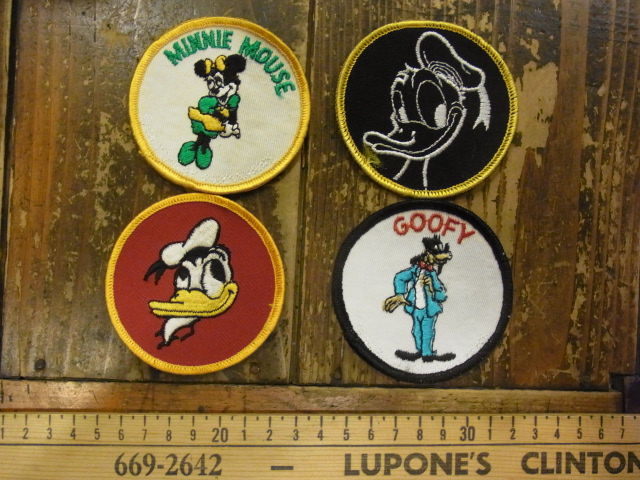 MINNIE MOUSE
GOOFY
1 2 3 4 5 6 7 8 9 20 1 2 3 4 5 6 7 8 9 30 1 2 3 4 5 6
669-2642 — LUPONE'S CLINTON